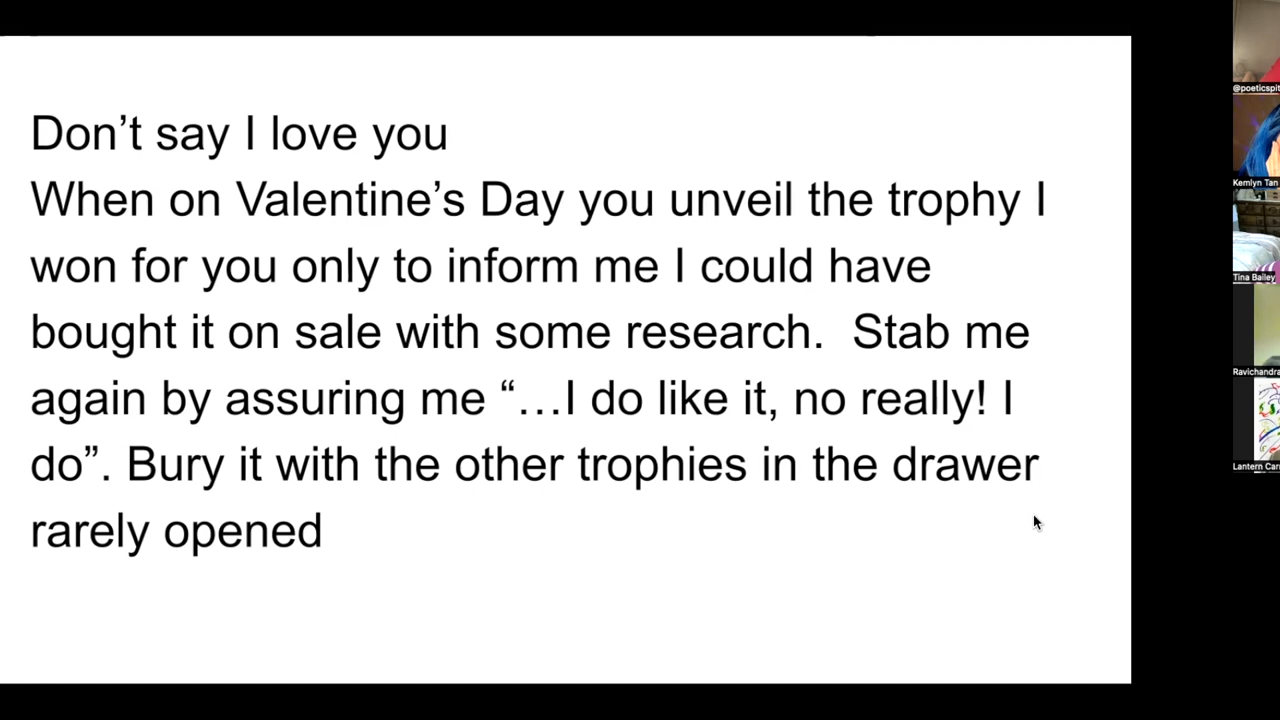 Don’t say I love you
When on Valentine’s Day you unveil the trophy I
won for you only to inform me I could have
bought it on sale with some research.  Stab me
again by assuring me “…I do like it, no really! I
do”. Bury it with the other trophies in the drawer
rarely opened
@poeticspit
Kemlyn Tan
Tina Bailey
Ravichandra
Lantern Car